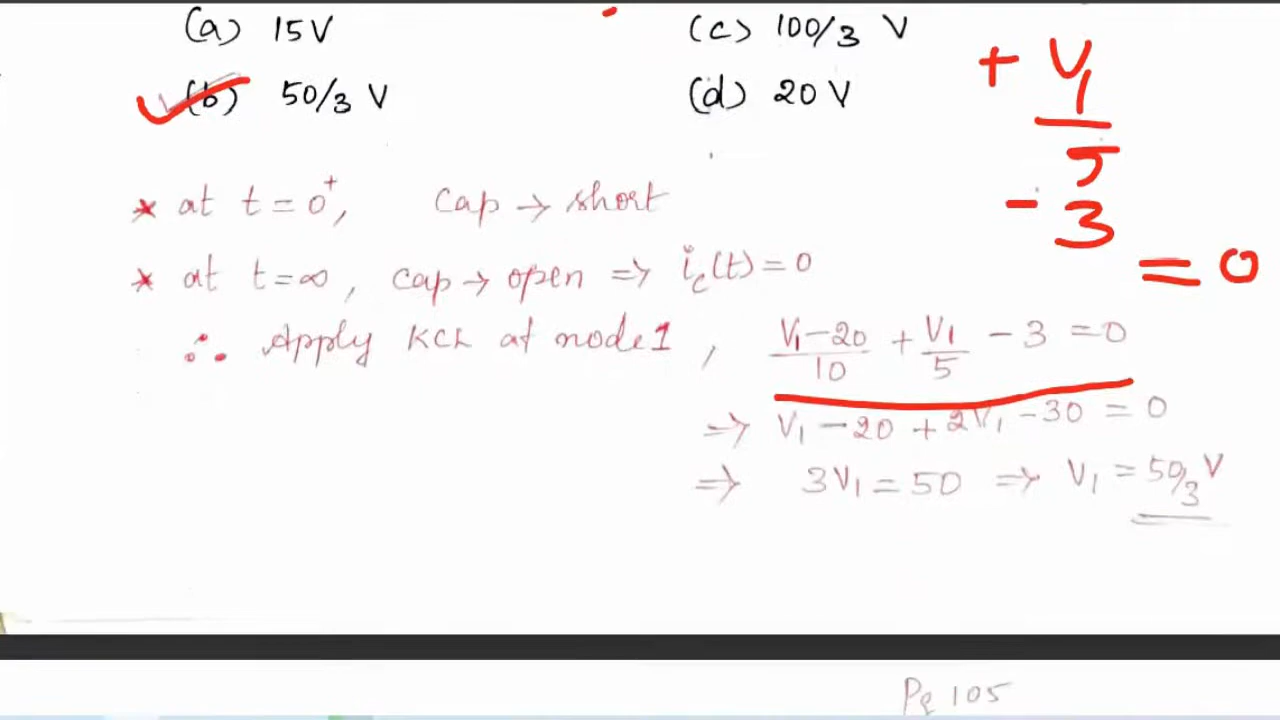 (a) 15V (c) 100/3 V
(b) 50/3 V (d) 20 V
+ V1/5
- 3
= 0
* at t = 0⁺, Cap → short
* at t = ∞, Cap → open ⇒ i_c(t) = 0
∴ Apply KCL at node 1, (V1-20)/10 + V1/5 - 3 = 0
⇒ V1 - 20 + 2V1 - 30 = 0
⇒ 3V1 = 50 ⇒ V1 = 50/3 V
Pg 105